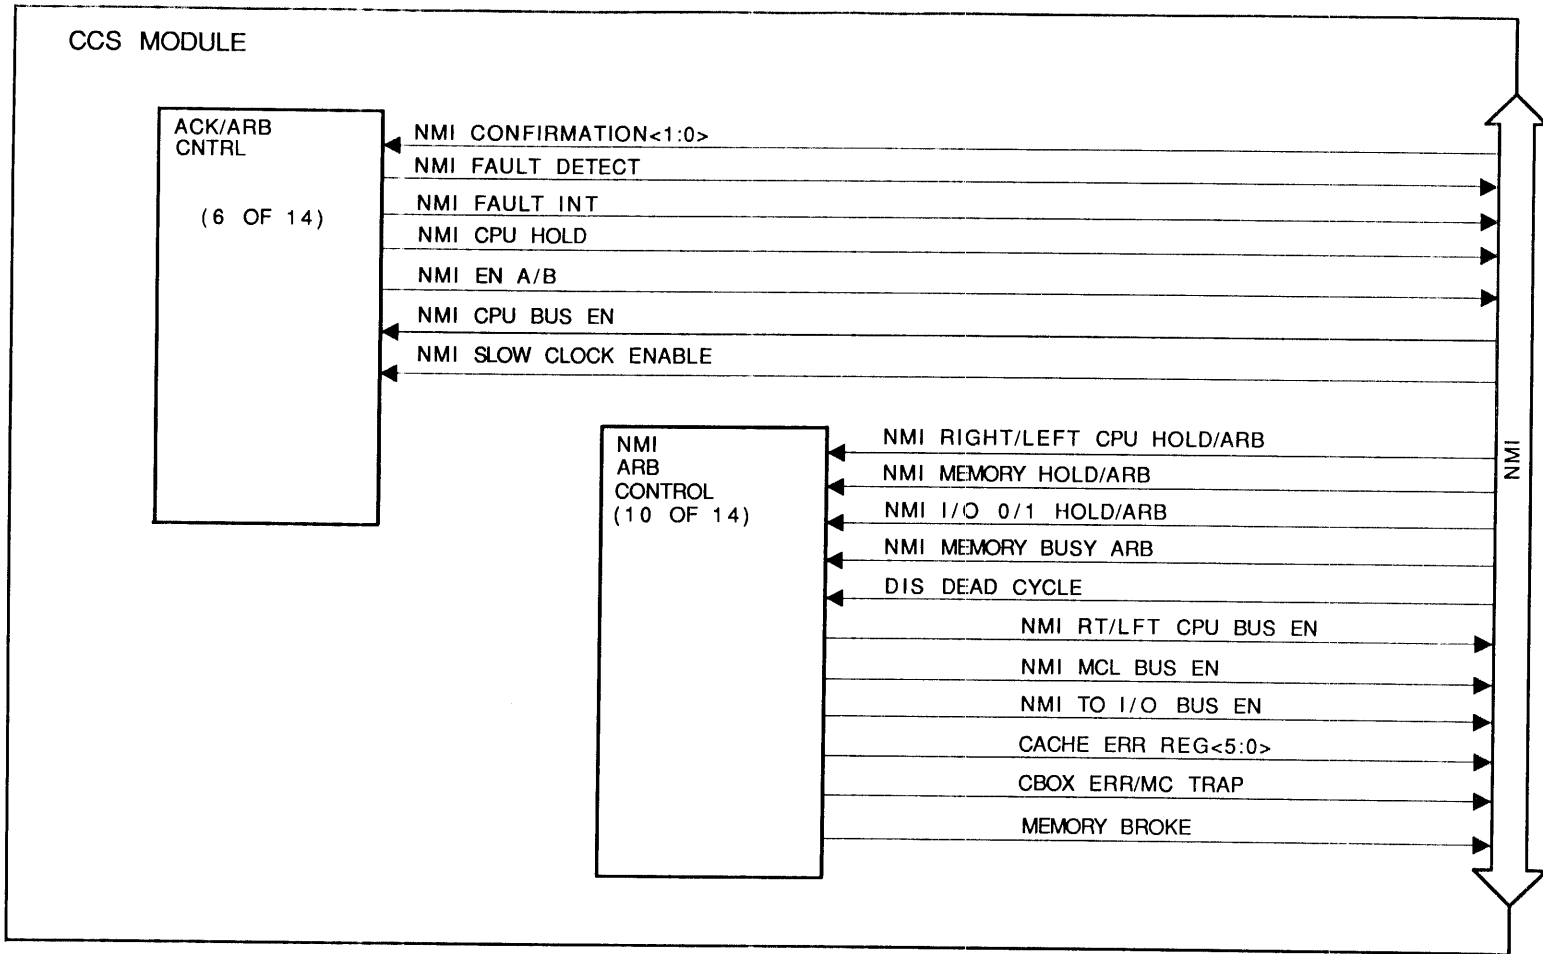 CCS MODULE
ACK/ARB
CNTRL
(6 OF 14)
NMI CONFIRMATION<1:0>
NMI FAULT DETECT
NMI FAULT INT
NMI CPU HOLD
NMI EN A/B
NMI CPU BUS EN
NMI SLOW CLOCK ENABLE
NMI
ARB
CONTROL
(10 OF 14)
NMI RIGHT/LEFT CPU HOLD/ARB
NMI MEMORY HOLD/ARB
NMI I/O 0/1 HOLD/ARB
NMI MEMORY BUSY ARB
DIS DEAD CYCLE
NMI RT/LFT CPU BUS EN
NMI MCL BUS EN
NMI TO I/O BUS EN
CACHE ERR REG<5:0>
CBOX ERR/MC TRAP
MEMORY BROKE
NMI